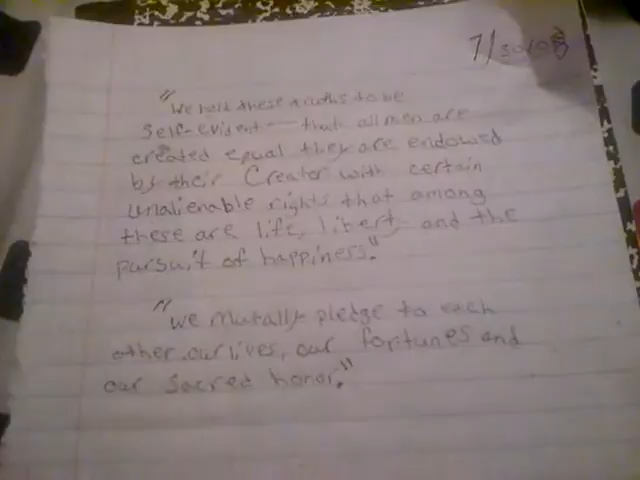 7/30/08
"We hold these truths to be
self-evident — that all men are
created equal they are endowed
by their Creator with certain
unalienable rights that among
these are life, liberty and the
pursuit of happiness."
"We mutally pledge to each
other our lives, our fortunes and
our sacred honor."